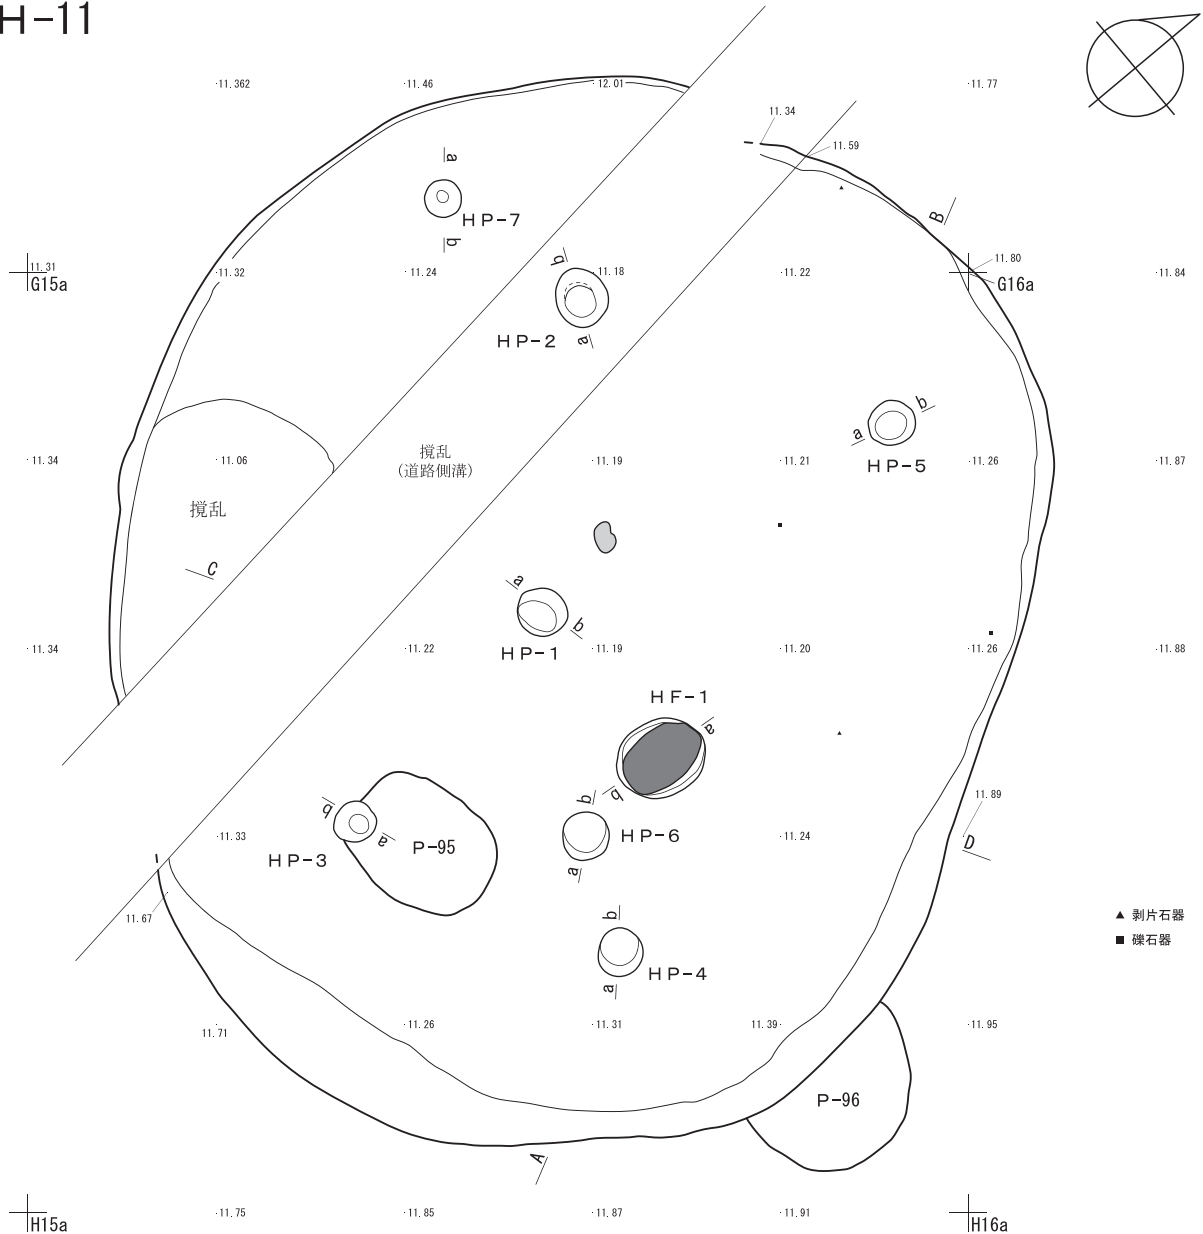 H-11
11.362
11.46
12.01
11.77
11.34
11.59
a
HP-7
b
B
11.31
G15a
11.32
11.24
b
11.18
11.22
11.80
G16a
11.84
HP-2
a
b
a
HP-5
11.34
11.06
撹乱
(道路側溝)
11.19
11.21
11.26
11.87
撹乱
C
a
b
HP-1
11.34
11.22
11.19
11.20
11.26
11.88
HF-1
a
b
b
a
HP-3
P-95
11.33
b
HP-6
a
11.24
11.89
D
11.67
b
HP-4
a
▲ 剥片石器
■ 礫石器
11.71
11.26
11.31
11.39
11.95
P-96
A
H15a
11.75
11.85
11.87
11.91
H16a